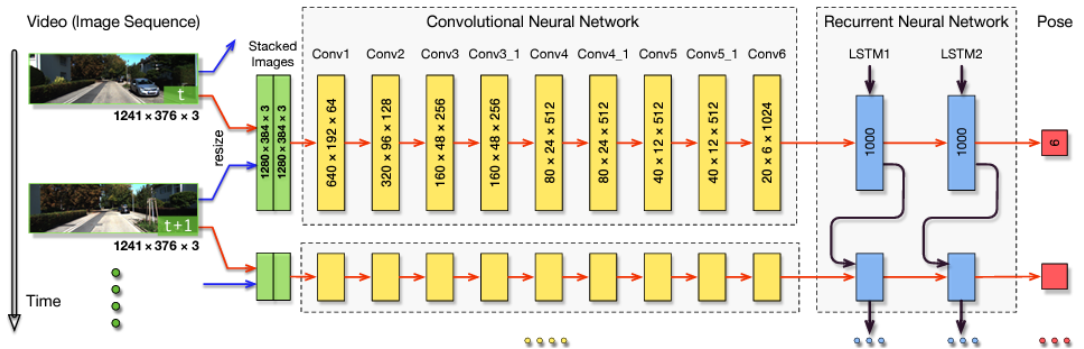 Video (Image Sequence)
Convolutional Neural Network
Recurrent Neural Network
Pose
Stacked
Images
Conv1
Conv2
Conv3
Conv3_1
Conv4
Conv4_1
Conv5
Conv5_1
Conv6
LSTM1
LSTM2
t
1241 × 376 × 3
resize
1280 × 384 × 3
1280 × 384 × 3
640 × 192 × 64
320 × 96 × 128
160 × 48 × 256
160 × 48 × 256
80 × 24 × 512
80 × 24 × 512
40 × 12 × 512
40 × 12 × 512
20 × 6 × 1024
1000
1000
6
t+1
1241 × 376 × 3
Time